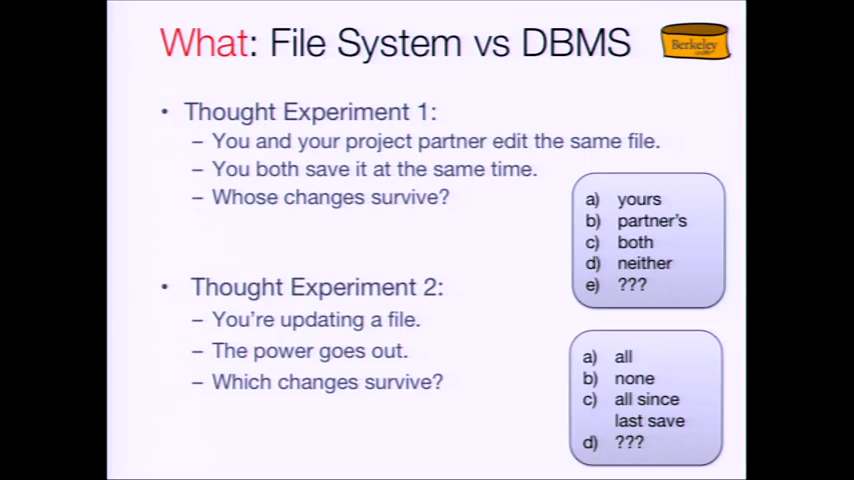 What: File System vs DBMS
Berkeley
• Thought Experiment 1:
– You and your project partner edit the same file.
– You both save it at the same time.
– Whose changes survive?
a) yours
b) partner's
c) both
d) neither
e) ???
• Thought Experiment 2:
– You're updating a file.
– The power goes out.
– Which changes survive?
a) all
b) none
c) all since
last save
d) ???